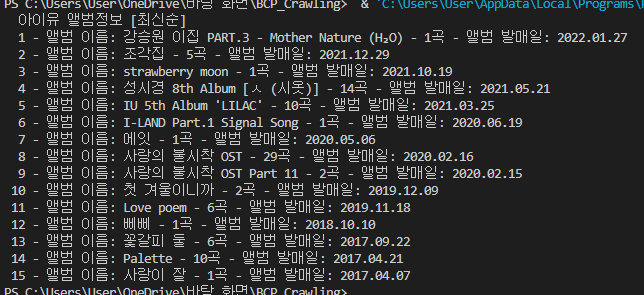 PS C:\Users\User\OneDrive\바탕 화면\BCP_Crawling>  & 'C:\Users\User\AppData\Local\Programs\
아이유 앨범정보 [최신순]
1 - 앨범 이름: 강승원 이집 PART.3 - Mother Nature (H₂O) - 1곡 - 앨범 발매일: 2022.01.27
2 - 앨범 이름: 조각집 - 5곡 - 앨범 발매일: 2021.12.29
3 - 앨범 이름: strawberry moon - 1곡 - 앨범 발매일: 2021.10.19
4 - 앨범 이름: 성시경 8th Album [ㅅ (시옷)] - 14곡 - 앨범 발매일: 2021.05.21
5 - 앨범 이름: IU 5th Album 'LILAC' - 10곡 - 앨범 발매일: 2021.03.25
6 - 앨범 이름: I-LAND Part.1 Signal Song - 1곡 - 앨범 발매일: 2020.06.19
7 - 앨범 이름: 에잇 - 1곡 - 앨범 발매일: 2020.05.06
8 - 앨범 이름: 사랑의 불시착 OST - 29곡 - 앨범 발매일: 2020.02.16
9 - 앨범 이름: 사랑의 불시착 OST Part 11 - 2곡 - 앨범 발매일: 2020.02.15
10 - 앨범 이름: 첫 겨울이니까 - 2곡 - 앨범 발매일: 2019.12.09
11 - 앨범 이름: Love poem - 6곡 - 앨범 발매일: 2019.11.18
12 - 앨범 이름: 삐삐 - 1곡 - 앨범 발매일: 2018.10.10
13 - 앨범 이름: 꽃갈피 둘 - 6곡 - 앨범 발매일: 2017.09.22
14 - 앨범 이름: Palette - 10곡 - 앨범 발매일: 2017.04.21
15 - 앨범 이름: 사랑이 잘 - 1곡 - 앨범 발매일: 2017.04.07
PS C:\Users\User\OneDrive\바탕 화면\BCP_Crawling>